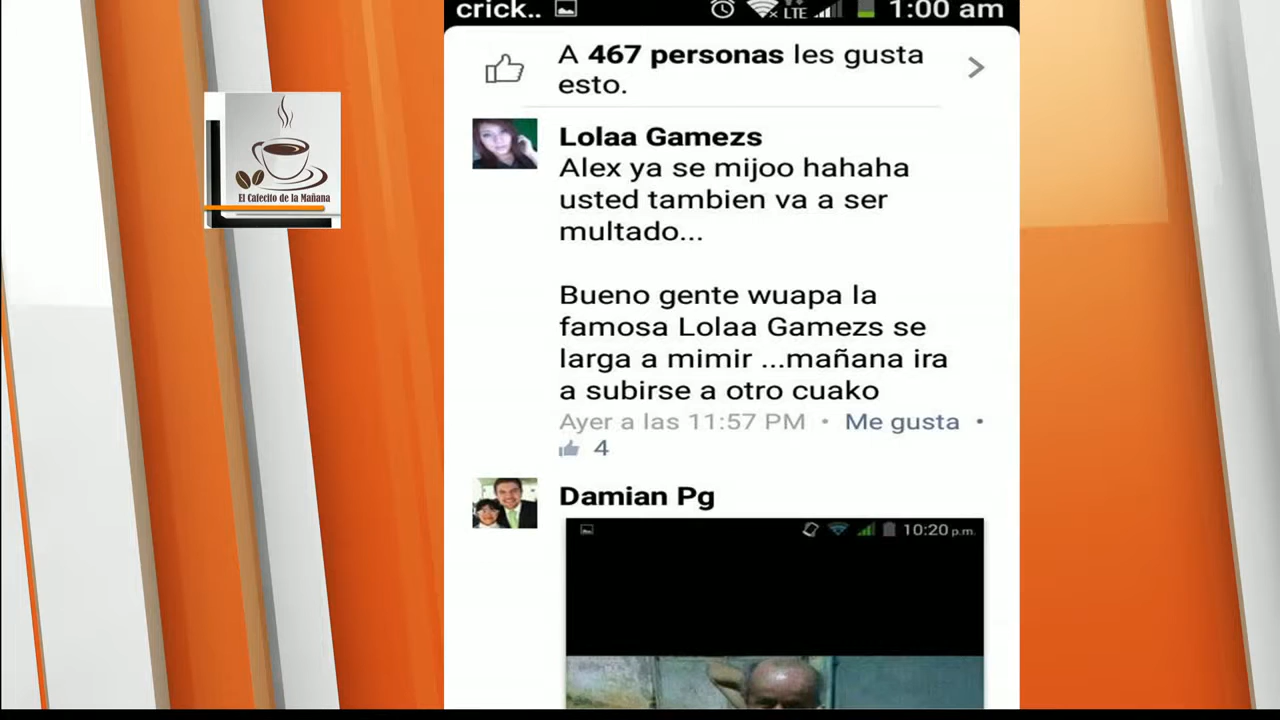 crick..
LTE
1:00 am
A 467 personas les gusta
esto.
El Cafecito de la Mañana
Lolaa Gamezs
Alex ya se mijoo hahaha
usted tambien va a ser
multado...
Bueno gente wuapa la
famosa Lolaa Gamezs se
larga a mimir ...mañana ira
a subirse a otro cuako
Ayer a las 11:57 PM • Me gusta •
4
Damian Pg
10:20 p.m.